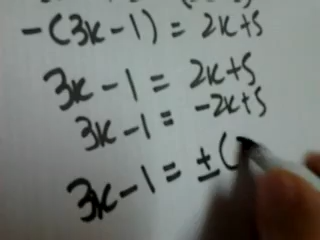 -(3x-1) = 2x+5
3x-1 = 2x+5
3x-1 = -2x+5
3x-1 = ±(